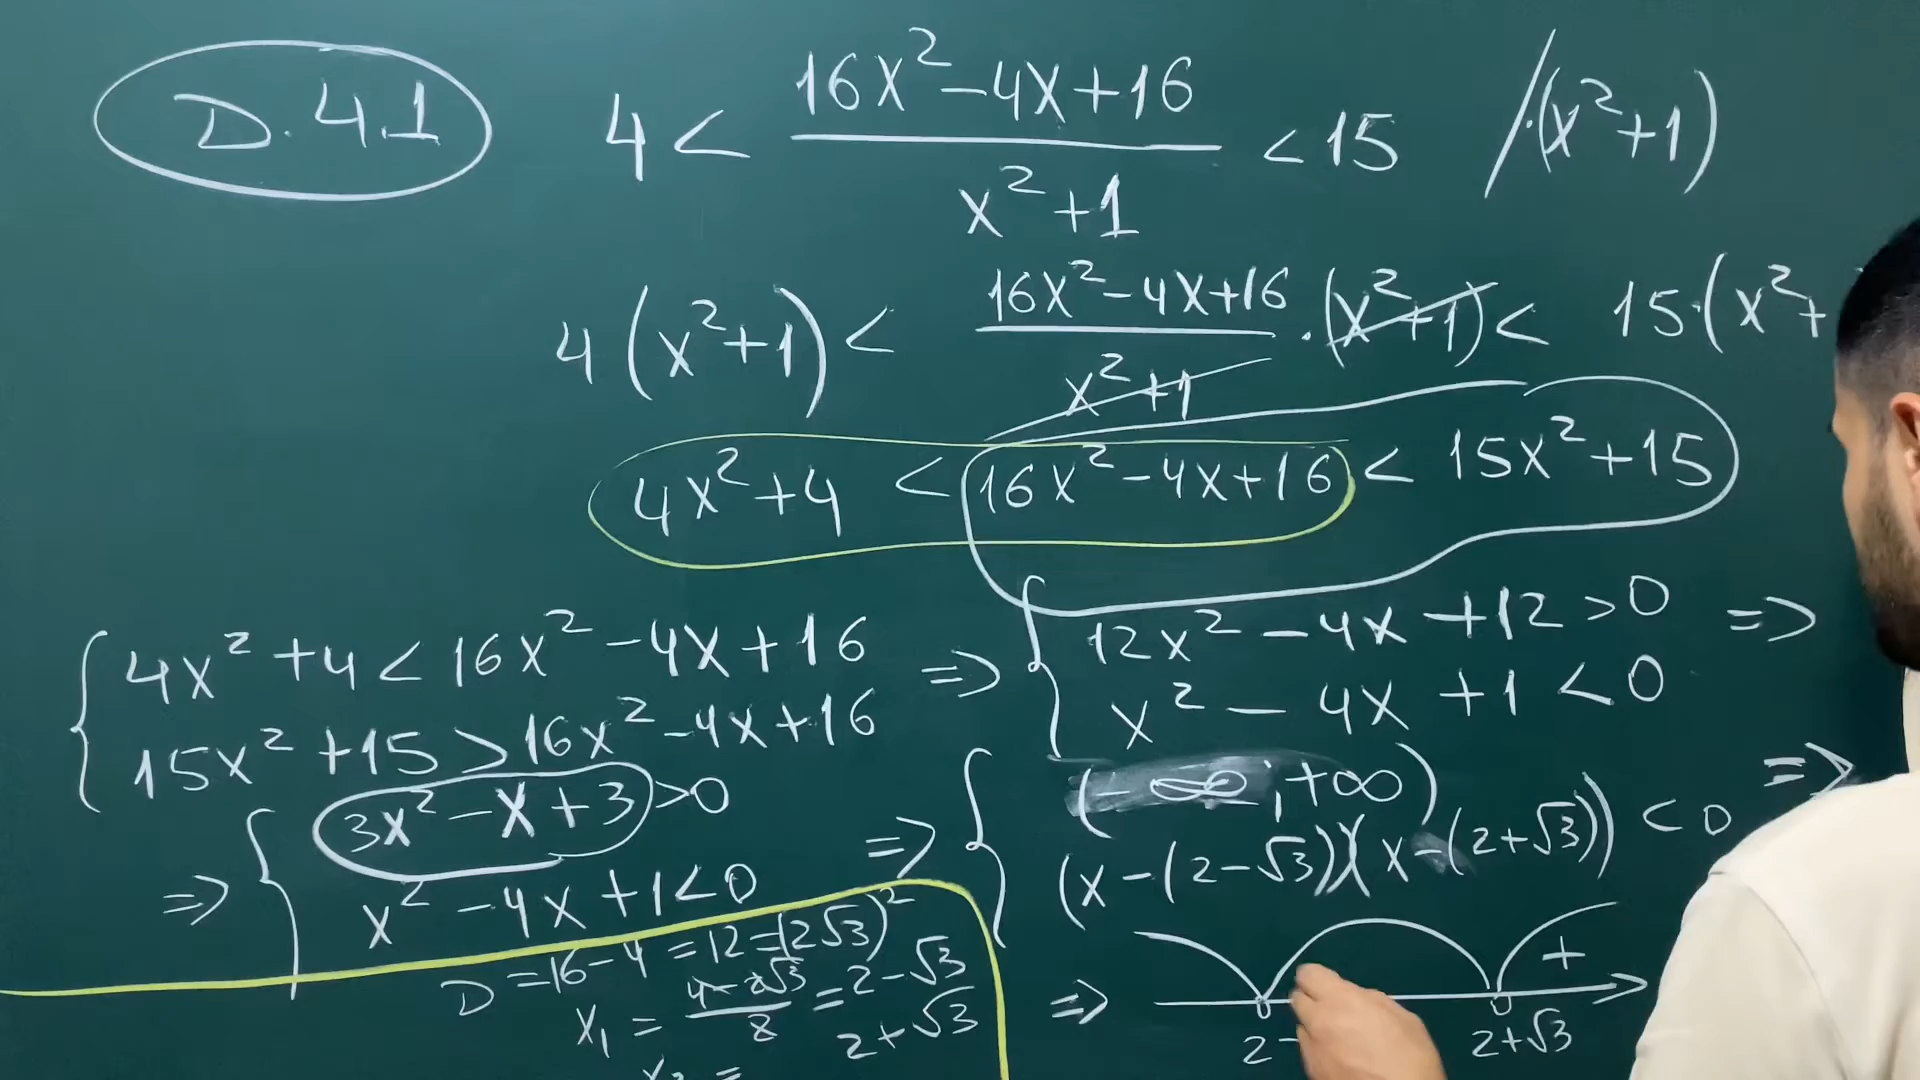 D.4.1
4 < (16x² - 4x + 16)/(x² + 1) < 15 /·(x² + 1)
4(x² + 1) < (16x² - 4x + 16)/(x² + 1) · (x² + 1) < 15·(x² +
4x² + 4 < 16x² - 4x + 16 < 15x² + 15
{ 4x² + 4 < 16x² - 4x + 16
15x² + 15 > 16x² - 4x + 16
=> { 12x² - 4x + 12 > 0 =>
x² - 4x + 1 < 0
=> { 3x² - x + 3 > 0
x² - 4x + 1 < 0
=> { (-∞; +∞)
(x - (2 - √3))(x - (2 + √3)) < 0 =>
D = 16 - 4 = 12 = (2√3)²
x₁ = (4 - 2√3)/2 = 2 - √3
x₂ = 2 + √3
=> +
2 - 2 + √3